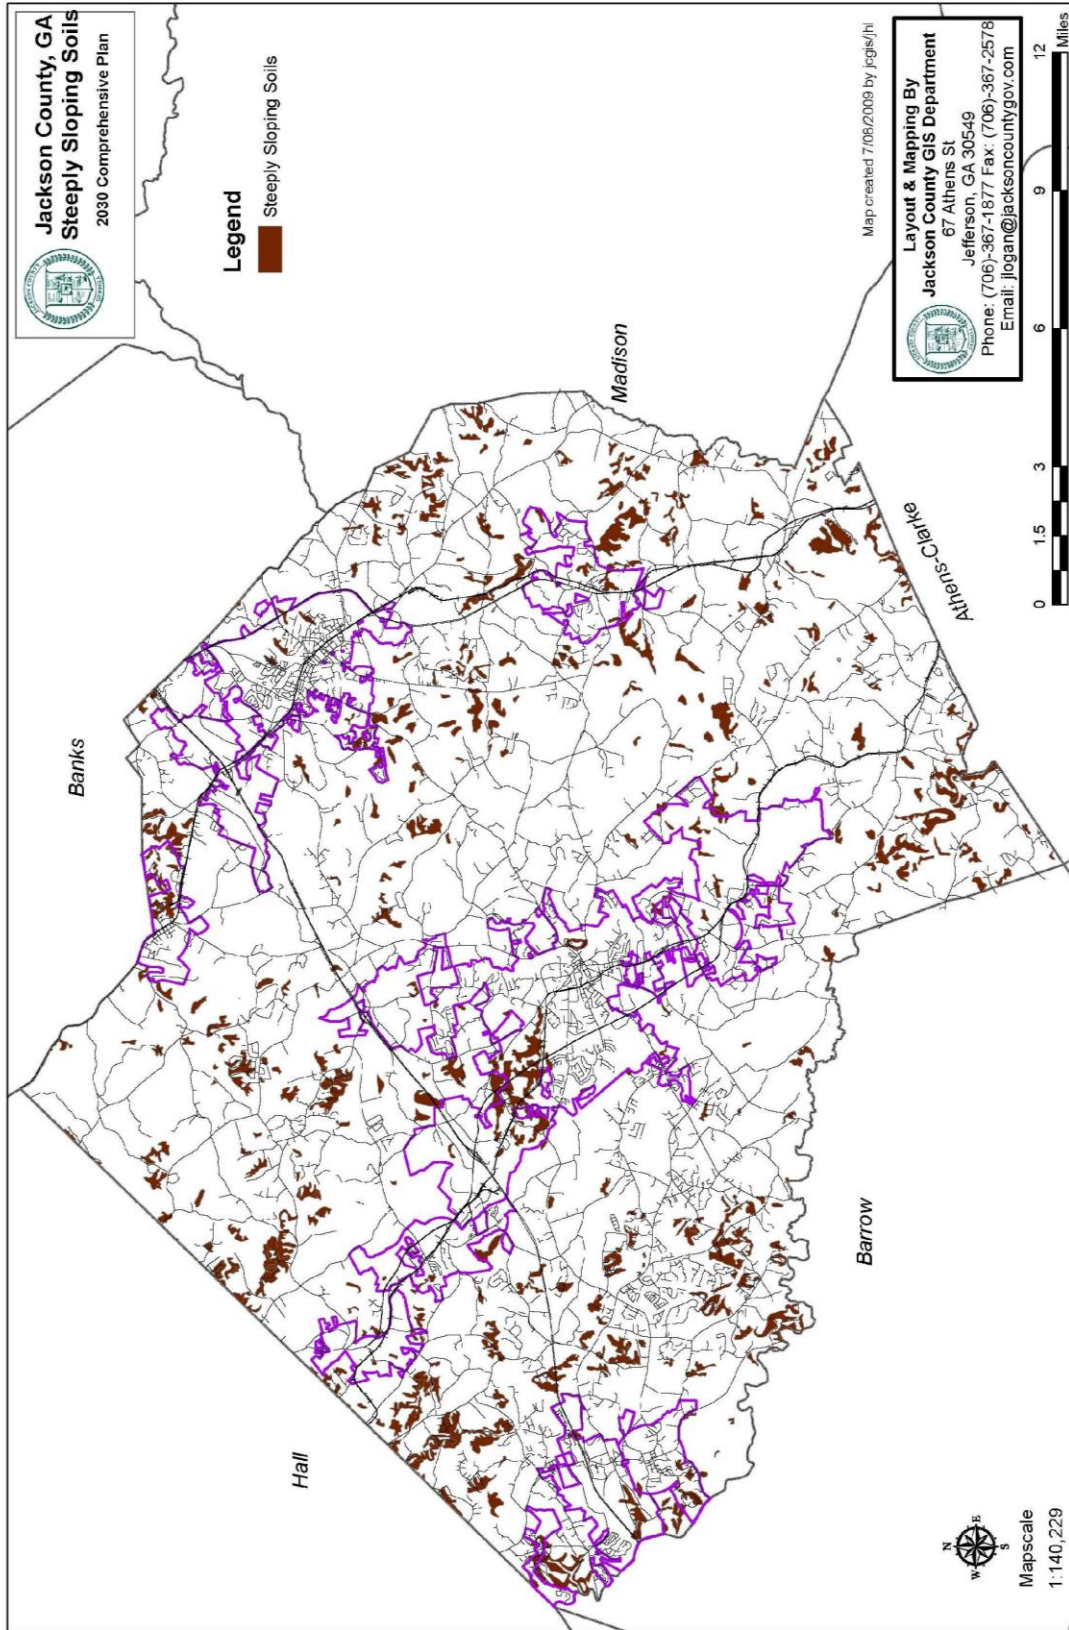 Jackson County, GA
Steeply Sloping Soils
2030 Comprehensive Plan
Legend
Steeply Sloping Soils
Banks
Madison
Hall
Barrow
Athens-Clarke
Map created 7/08/2009 by jcgis/jhl
Layout & Mapping By
Jackson County GIS Department
67 Athens St
Jefferson, GA 30549
Phone: (706)-367-1877 Fax: (706)-367-2578
Email: jlogan@jacksoncountygov.com
N
W E
S
Mapscale
1:140,229
0 1.5 3 6 9 12
Miles